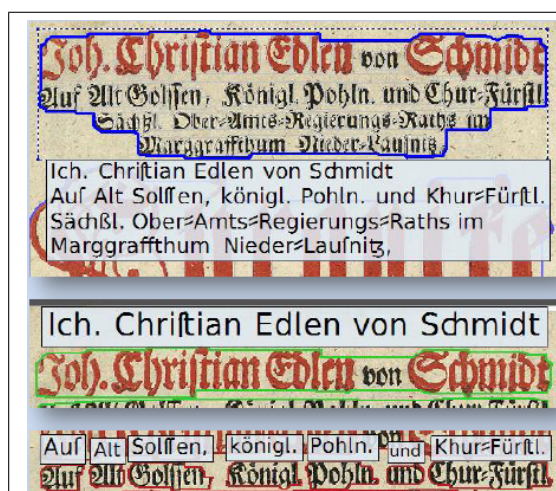 Joh. Chriſtian Edlen von Schmidt
Auf Alt Golſſen, Königl. Pohln. und Chur-Fürſtl.
Sächßl. Ober-Amts-Regierungs-Raths im
Marggraffthum Nieder-Lauſnitz,
Ich. Chriſtian Edlen von Schmidt
Auſ Alt Solſſen, königl. Pohln. und Khur⸗Fürſtl.
Sächßl. Ober⸗Amts⸗Regierungs⸗Raths im
Marggraffthum Nieder⸗Lauſnitz,
Ich. Chriſtian Edlen von Schmidt
Joh. Chriſtian Edlen von Schmidt
Auſ Alt Solſſen, königl. Pohln. und Khur⸗Fürſtl.
Auf Alt Golſſen, Königl. Pohln. und Chur-Fürſtl.